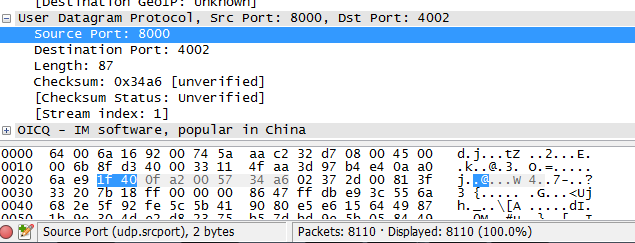 [Destination GeoIP: Unknown]
User Datagram Protocol, Src Port: 8000, Dst Port: 4002
Source Port: 8000
Destination Port: 4002
Length: 87
Checksum: 0x34a6 [unverified]
[Checksum Status: Unverified]
[Stream index: 1]
OICQ - IM software, popular in China
0000 64 00 6a 16 92 00 74 5a aa c2 32 d7 08 00 45 00 d.j...tZ ..2...E.
0010 00 6b 8f d3 40 00 33 11 4f aa 3d 97 b4 e4 0a a0 .k..@.3. O.=.....
0020 6a e9 1f 40 0f a2 00 57 34 a6 02 37 2d 00 81 3f j..@...W 4..7-..?
0030 33 20 7b 18 ff 00 00 00 86 47 ff db e9 3c 55 6a 3 {..... .G...<Uj
0040 68 2e 5f 92 fe 5c 5b 41 90 80 e5 e6 15 64 49 87 h._..\[A .....dI.
Source Port (udp.srcport), 2 bytes
Packets: 8110 · Displayed: 8110 (100.0%)